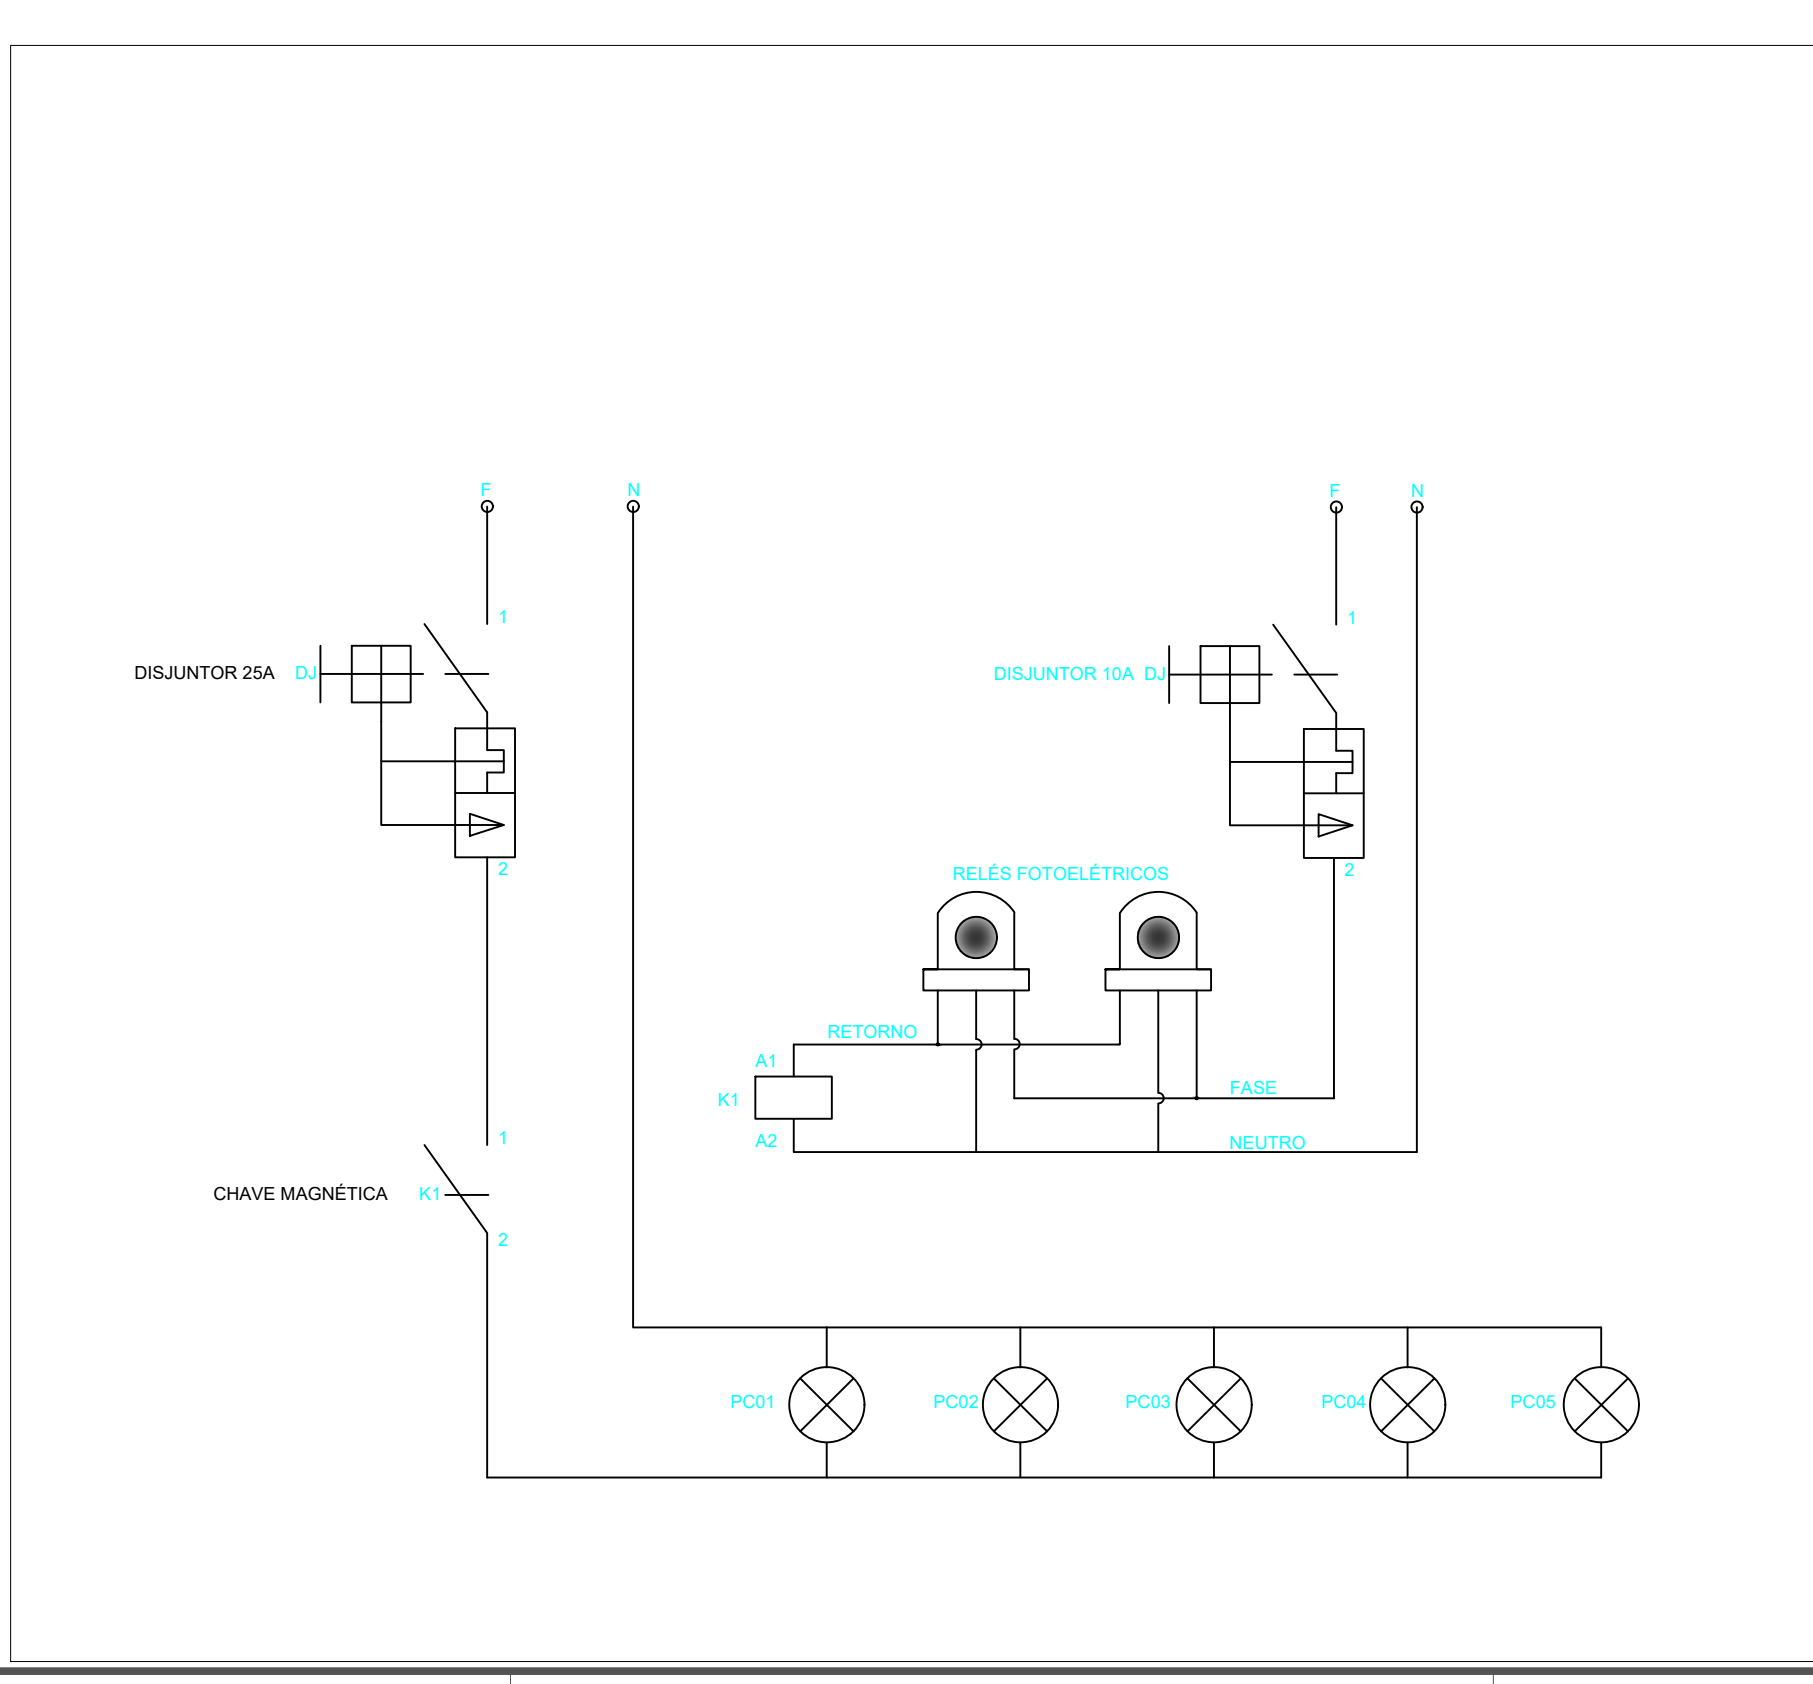 F
N
F
N
1
1
DISJUNTOR 25A DJ
DISJUNTOR 10A DJ
2
2
RELÉS FOTOELÉTRICOS
RETORNO
A1
FASE
K1
A2
NEUTRO
1
CHAVE MAGNÉTICA K1
2
PC01 PC02 PC03 PC04 PC05